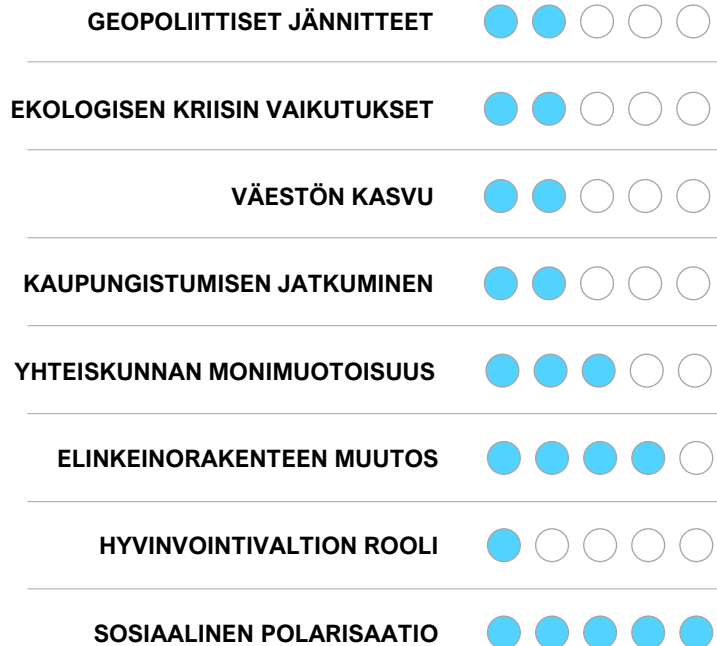 GEOPOLIITTISET JÄNNITTEET
EKOLOGISEN KRIISIN VAIKUTUKSET
VÄESTÖN KASVU
KAUPUNGISTUMISEN JATKUMINEN
YHTEISKUNNAN MONIMUOTOISUUS
ELINKEINORAKENTEEN MUUTOS
HYVINVOINTIVALTION ROOLI
SOSIAALINEN POLARISAATIO